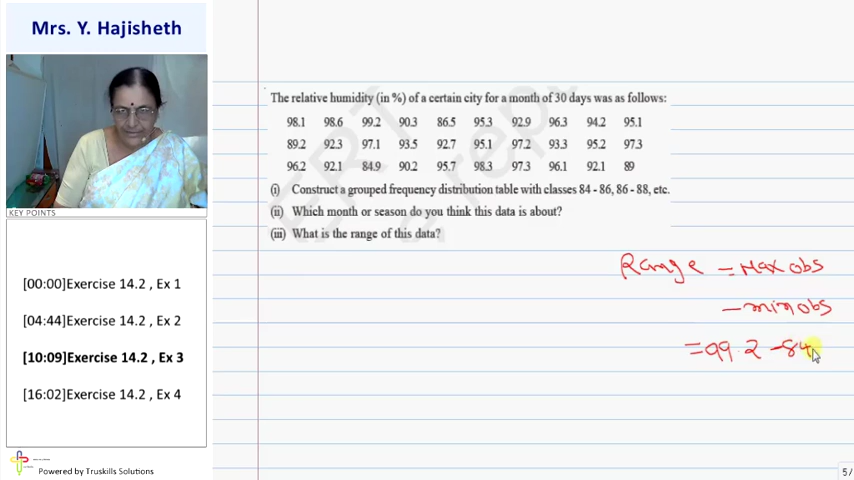 Mrs. Y. Hajisheth
KEY POINTS
[00:00]Exercise 14.2 , Ex 1
[04:44]Exercise 14.2 , Ex 2
[10:09]Exercise 14.2 , Ex 3
[16:02]Exercise 14.2 , Ex 4
Powered by Truskills Solutions
The relative humidity (in %) of a certain city for a month of 30 days was as follows:
98.1 98.6 99.2 90.3 86.5 95.3 92.9 96.3 94.2 95.1
89.2 92.3 97.1 93.5 92.7 95.1 97.2 93.3 95.2 97.3
96.2 92.1 84.9 90.2 95.7 98.3 97.3 96.1 92.1 89
(i) Construct a grouped frequency distribution table with classes 84 - 86, 86 - 88, etc.
(ii) Which month or season do you think this data is about?
(iii) What is the range of this data?
Range = Max obs
- min obs
= 99.2 - 84
5/